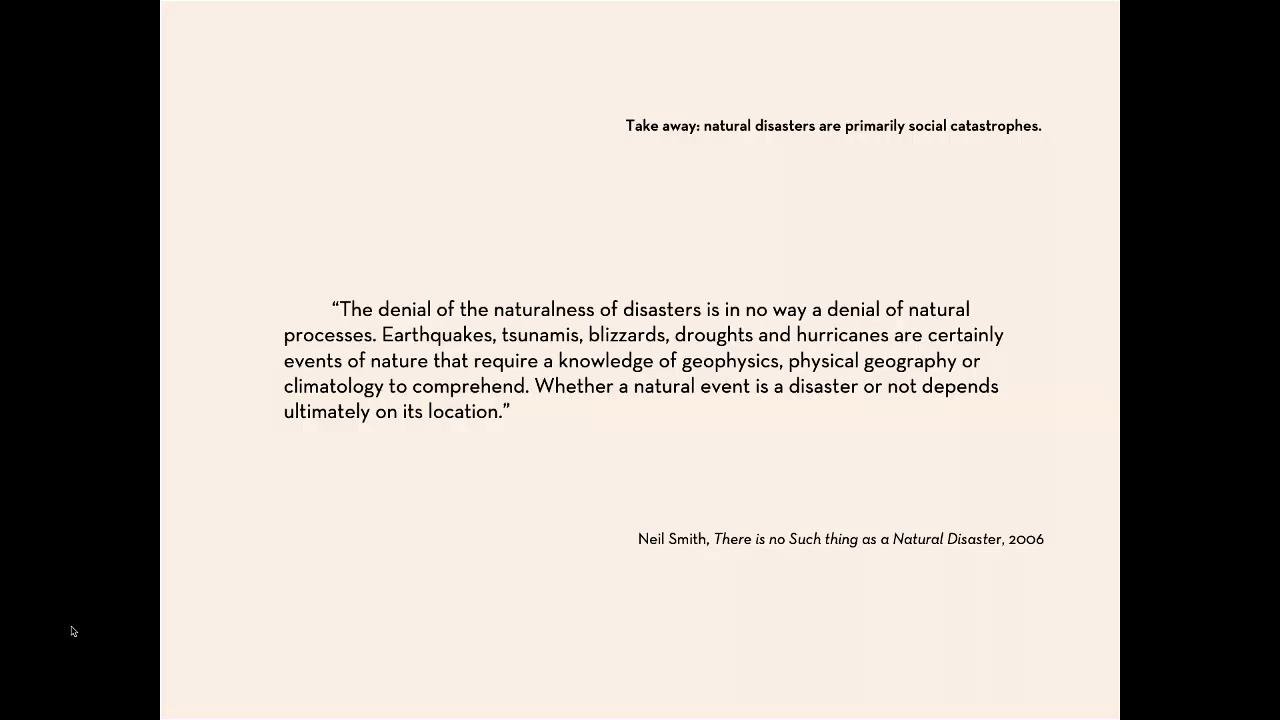 Take away: natural disasters are primarily social catastrophes.
“The denial of the naturalness of disasters is in no way a denial of natural
processes. Earthquakes, tsunamis, blizzards, droughts and hurricanes are certainly
events of nature that require a knowledge of geophysics, physical geography or
climatology to comprehend. Whether a natural event is a disaster or not depends
ultimately on its location.”
Neil Smith, There is no Such thing as a Natural Disaster, 2006